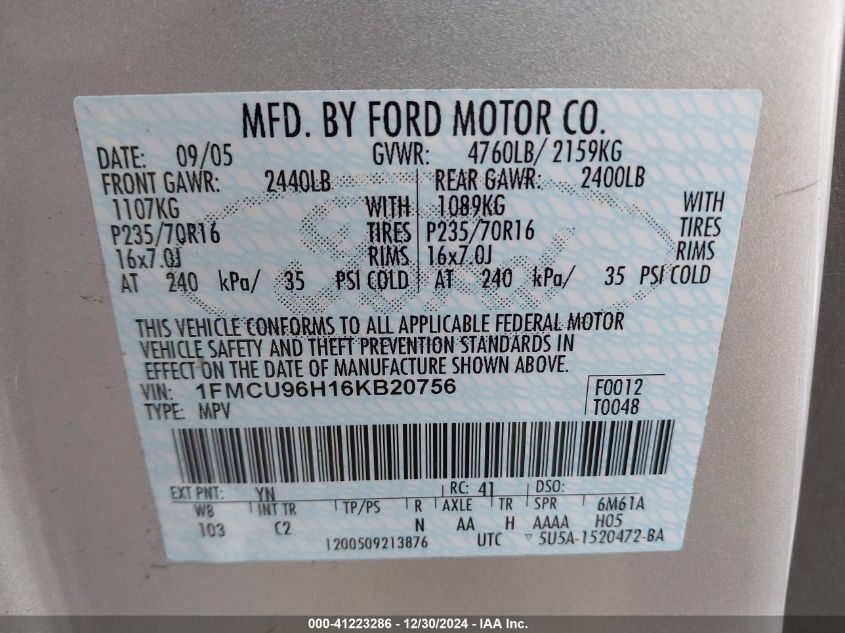 MFD. BY FORD MOTOR CO.
DATE: 09/05 GVWR: 4760LB/ 2159KG
FRONT GAWR: 2440LB REAR GAWR: 2400LB
1107KG WITH 1089KG WITH
P235/70R16 TIRES P235/70R16 TIRES
16x7.0J RIMS 16x7.0J RIMS
AT 240 kPa/ 35 PSI COLD AT 240 kPa/ 35 PSI COLD
THIS VEHICLE CONFORMS TO ALL APPLICABLE FEDERAL MOTOR
VEHICLE SAFETY AND THEFT PREVENTION STANDARDS IN
EFFECT ON THE DATE OF MANUFACTURE SHOWN ABOVE.
VIN: 1FMCU96H16KB20756 F0012
TYPE: MPV T0048
EXT PNT: YN RC: 41 DSO:
WB INT TR TP/PS R AXLE TR SPR 6M61A
103 C2 N AA H AAAA H05
1200509213876 UTC 5U5A-1520472-BA
000-41223286 - 12/30/2024 - IAA Inc.